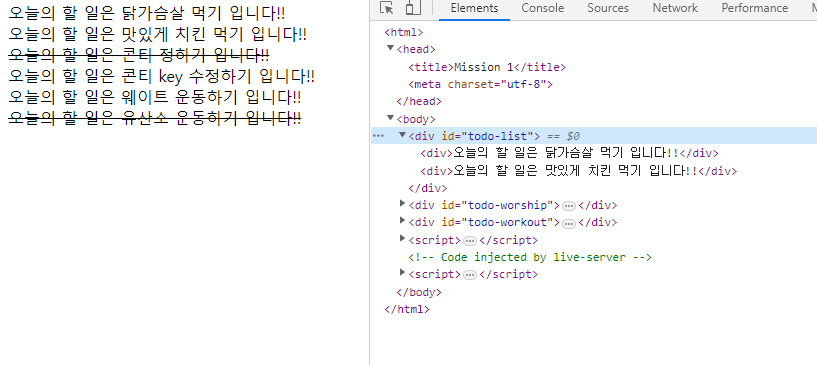 오늘의 할 일은 닭가슴살 먹기 입니다!!
오늘의 할 일은 맛있게 치킨 먹기 입니다!!
오늘의 할 일은 콘티 정하기 입니다!!
오늘의 할 일은 콘티 key 수정하기 입니다!!
오늘의 할 일은 웨이트 운동하기 입니다!!
오늘의 할 일은 유산소 운동하기 입니다!!
Elements Console Sources Network Performance
<html>
<head>
<title>Mission 1</title>
<meta charset="utf-8">
</head>
<body>
<div id="todo-list"> == $0
<div>오늘의 할 일은 닭가슴살 먹기 입니다!!</div>
<div>오늘의 할 일은 맛있게 치킨 먹기 입니다!!</div>
</div>
<div id="todo-worship">…</div>
<div id="todo-workout">…</div>
<script>…</script>
<!-- Code injected by live-server -->
<script>…</script>
</body>
</html>